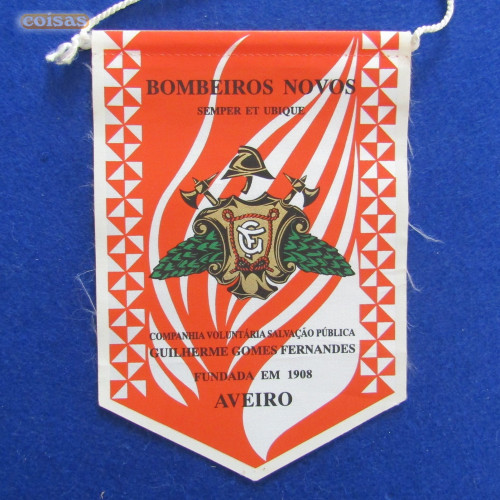 coisas
BOMBEIROS NOVOS
SEMPER ET UBIQUE
COMPANHIA VOLUNTÁRIA SALVAÇÃO PÚBLICA
GUILHERME GOMES FERNANDES
FUNDADA EM 1908
AVEIRO